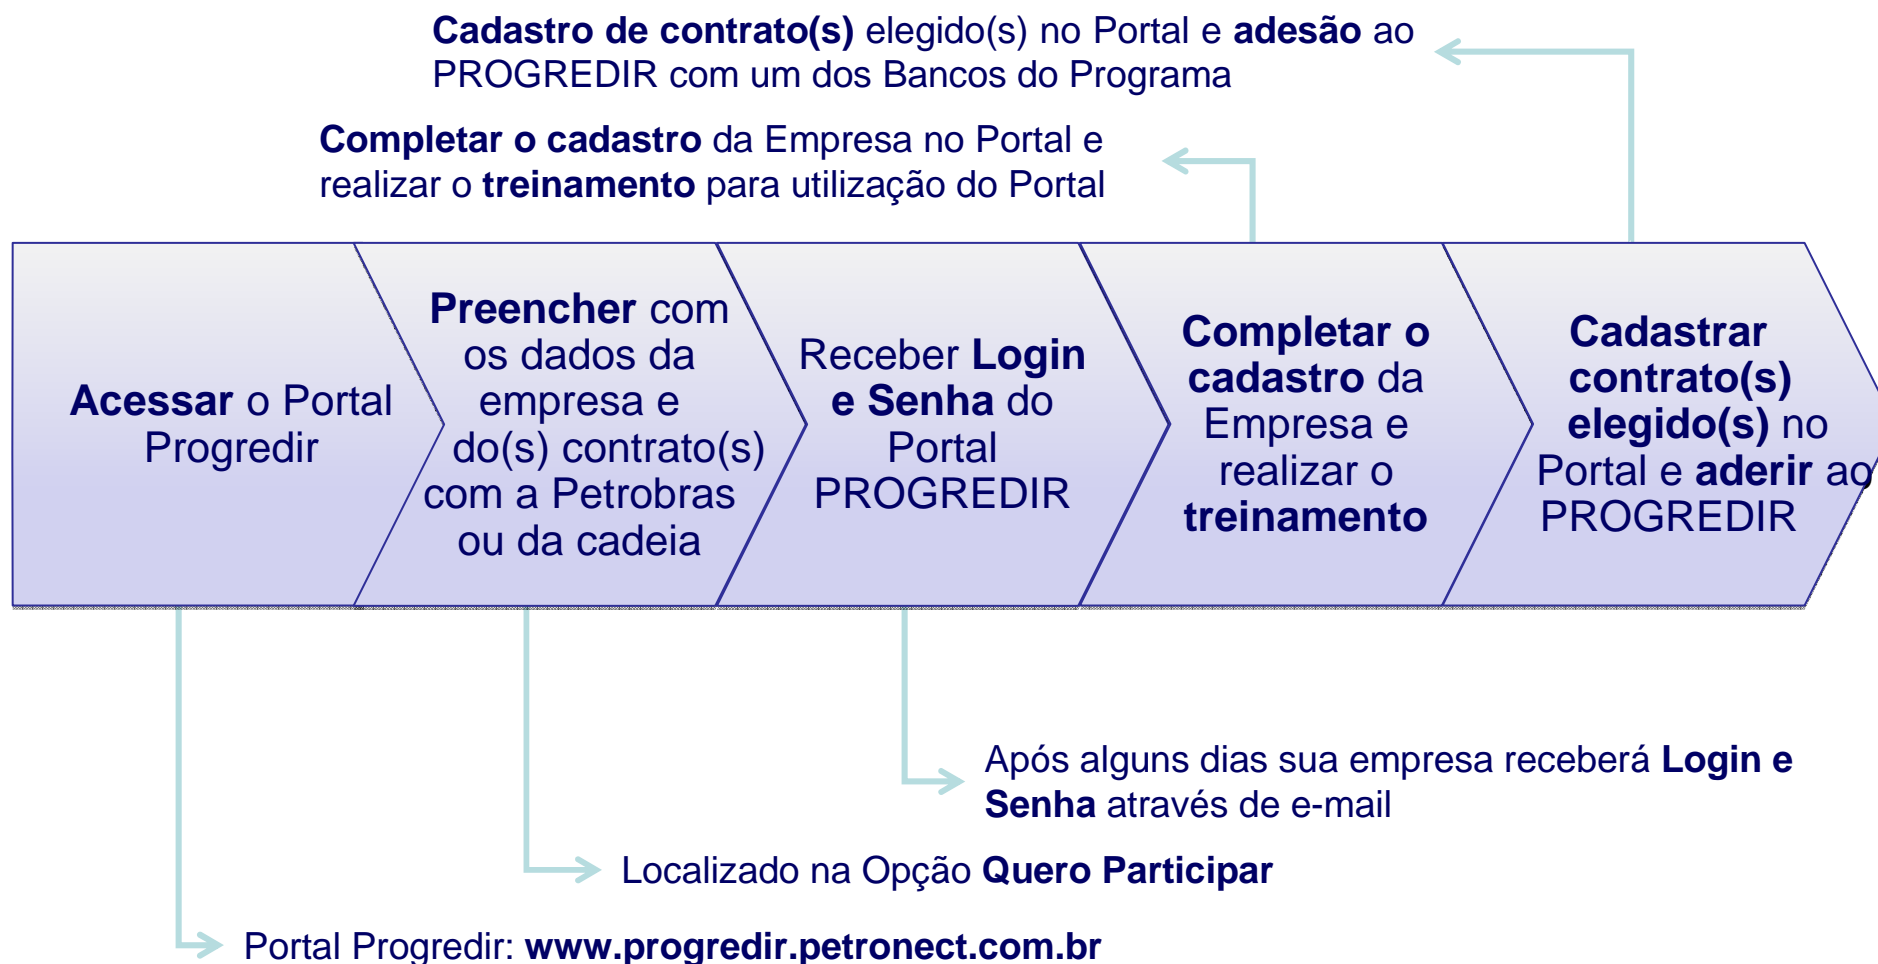 Cadastro de contrato(s) elegido(s) no Portal e adesão ao
PROGREDIR com um dos Bancos do Programa
Completar o cadastro da Empresa no Portal e
realizar o treinamento para utilização do Portal
Acessar o Portal
Progredir
Preencher com
os dados da
empresa e
do(s) contrato(s)
com a Petrobras
ou da cadeia
Receber Login
e Senha do
Portal
PROGREDIR
Completar o
cadastro da
Empresa e
realizar o
treinamento
Cadastrar
contrato(s)
elegido(s) no
Portal e aderir ao
PROGREDIR
Após alguns dias sua empresa receberá Login e
Senha através de e-mail
Localizado na Opção Quero Participar
Portal Progredir: www.progredir.petronect.com.br